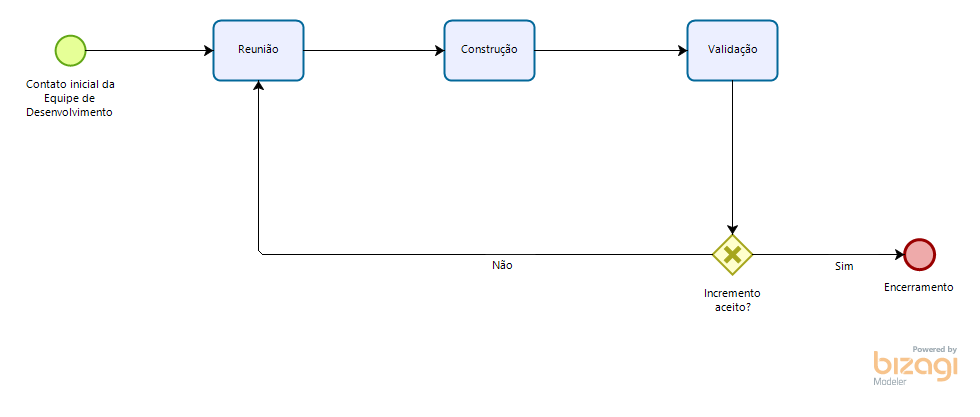 Reunião
Construção
Validação
Contato inicial da
Equipe de
Desenvolvimento
Não
Sim
Incremento
aceito?
Encerramento
Powered by
bizagi
Modeler